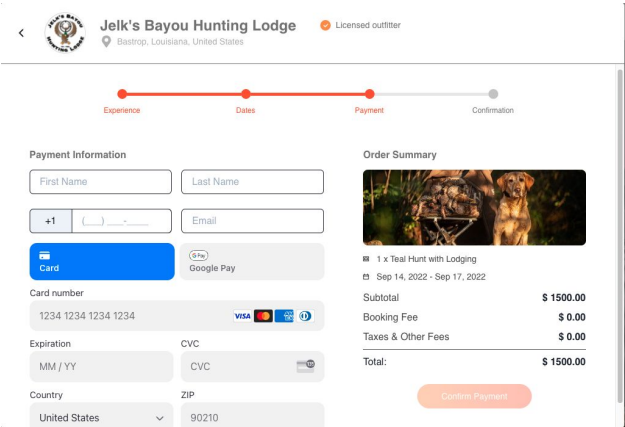 JELK'S BAYOU
HUNTING LODGE
Jelk's Bayou Hunting Lodge
Licensed outfitter
Bastrop, Louisiana, United States
Experience
Dates
Payment
Confirmation
Payment Information
First Name
Last Name
+1
(___) ___-____
Email
Card
G Pay
Google Pay
Card number
1234 1234 1234 1234
VISA
Expiration
CVC
MM / YY
CVC
Country
ZIP
United States
90210
Order Summary
1 x Teal Hunt with Lodging
Sep 14, 2022 - Sep 17, 2022
Subtotal
$ 1500.00
Booking Fee
$ 0.00
Taxes & Other Fees
$ 0.00
Total:
$ 1500.00
Confirm Payment